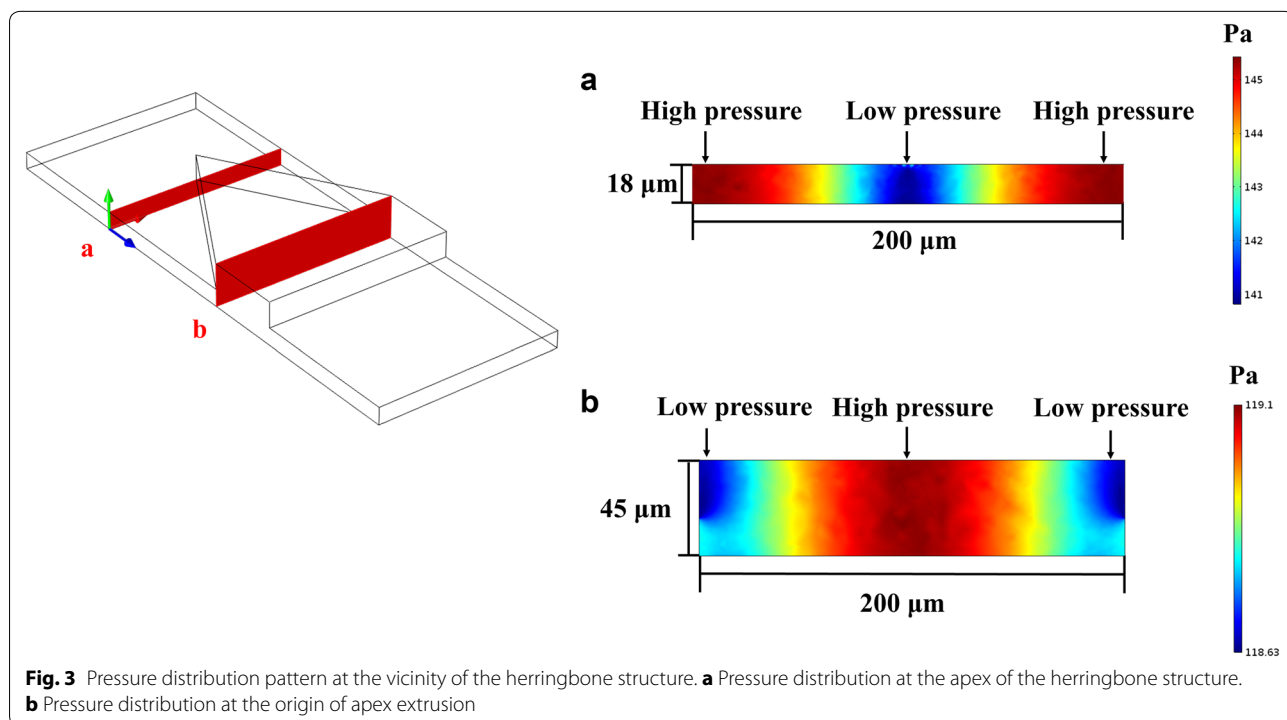 a
b
a
Pa
High pressure
Low pressure
High pressure
18 μm
200 μm
145
144
143
142
141
b
Pa
Low pressure
High pressure
Low pressure
45 μm
200 μm
119.1
118.63
Fig. 3 Pressure distribution pattern at the vicinity of the herringbone structure. a Pressure distribution at the apex of the herringbone structure.
b Pressure distribution at the origin of apex extrusion